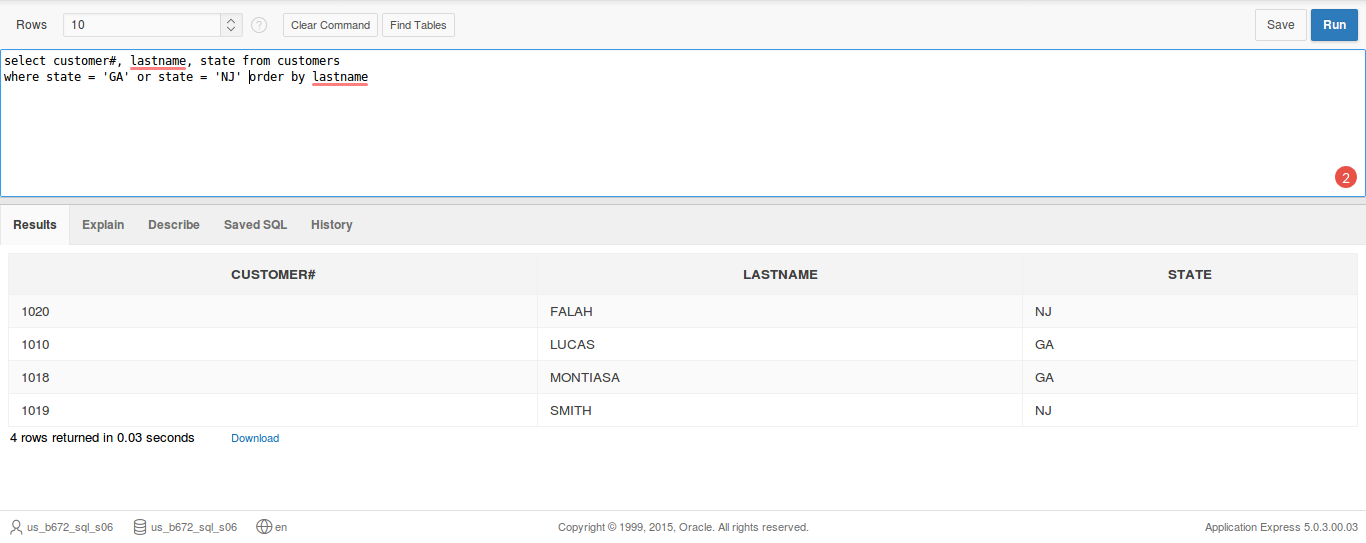 Rows 10 ? Clear Command Find Tables Save Run
select customer#, lastname, state from customers
where state = 'GA' or state = 'NJ' order by lastname
2
Results Explain Describe Saved SQL History
CUSTOMER# LASTNAME STATE
1020 FALAH NJ
1010 LUCAS GA
1018 MONTIASA GA
1019 SMITH NJ
4 rows returned in 0.03 seconds Download
us_b672_sql_s06 us_b672_sql_s06 en Copyright © 1999, 2015, Oracle. All rights reserved. Application Express 5.0.3.00.03